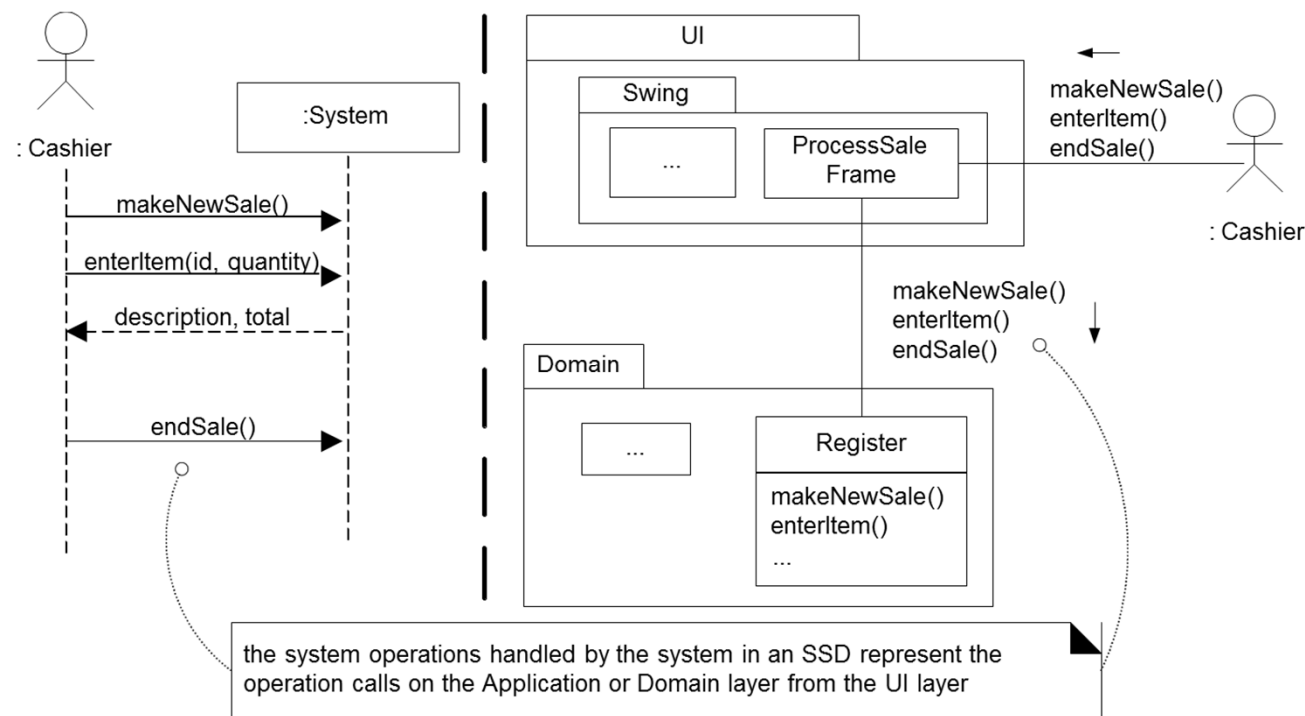 : Cashier
:System
makeNewSale()
enterItem(id, quantity)
description, total
endSale()
UI
Swing
...
ProcessSale
Frame
makeNewSale()
enterItem()
endSale()
: Cashier
makeNewSale()
enterItem()
endSale()
Domain
...
Register
makeNewSale()
enterItem()
...
the system operations handled by the system in an SSD represent the
operation calls on the Application or Domain layer from the UI layer